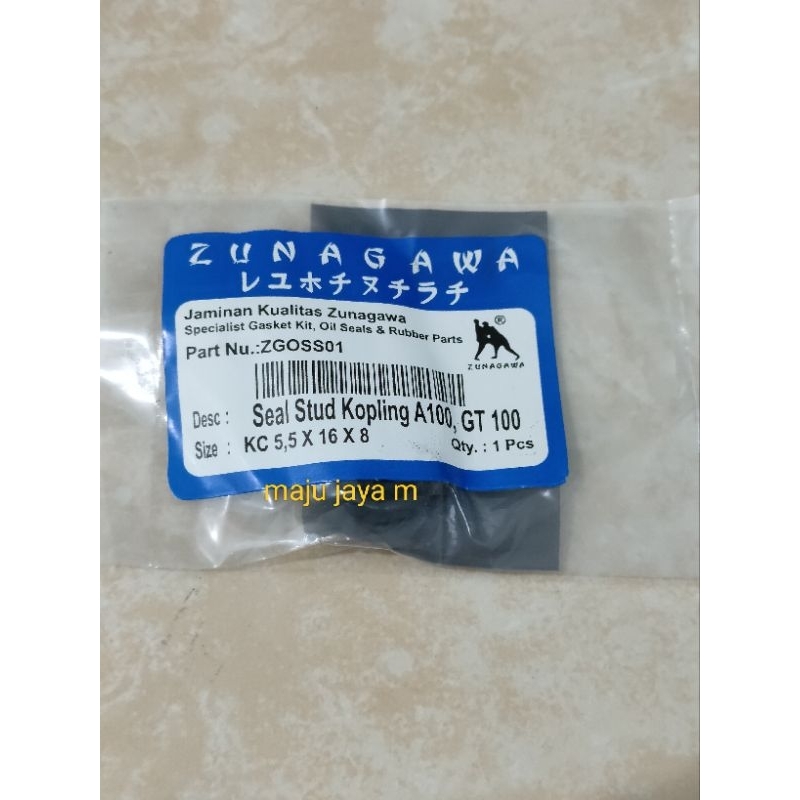 ZUNAGAWA
レユホチヌチラチ
Jaminan Kualitas Zunagawa
Specialist Gasket Kit, Oil Seals & Rubber Parts
®
ZUNAGAWA
Part Nu.:ZGOSS01
Desc : Seal Stud Kopling A100, GT 100
Size : KC 5,5 X 16 X 8 Qty. : 1 Pcs
maju jaya m